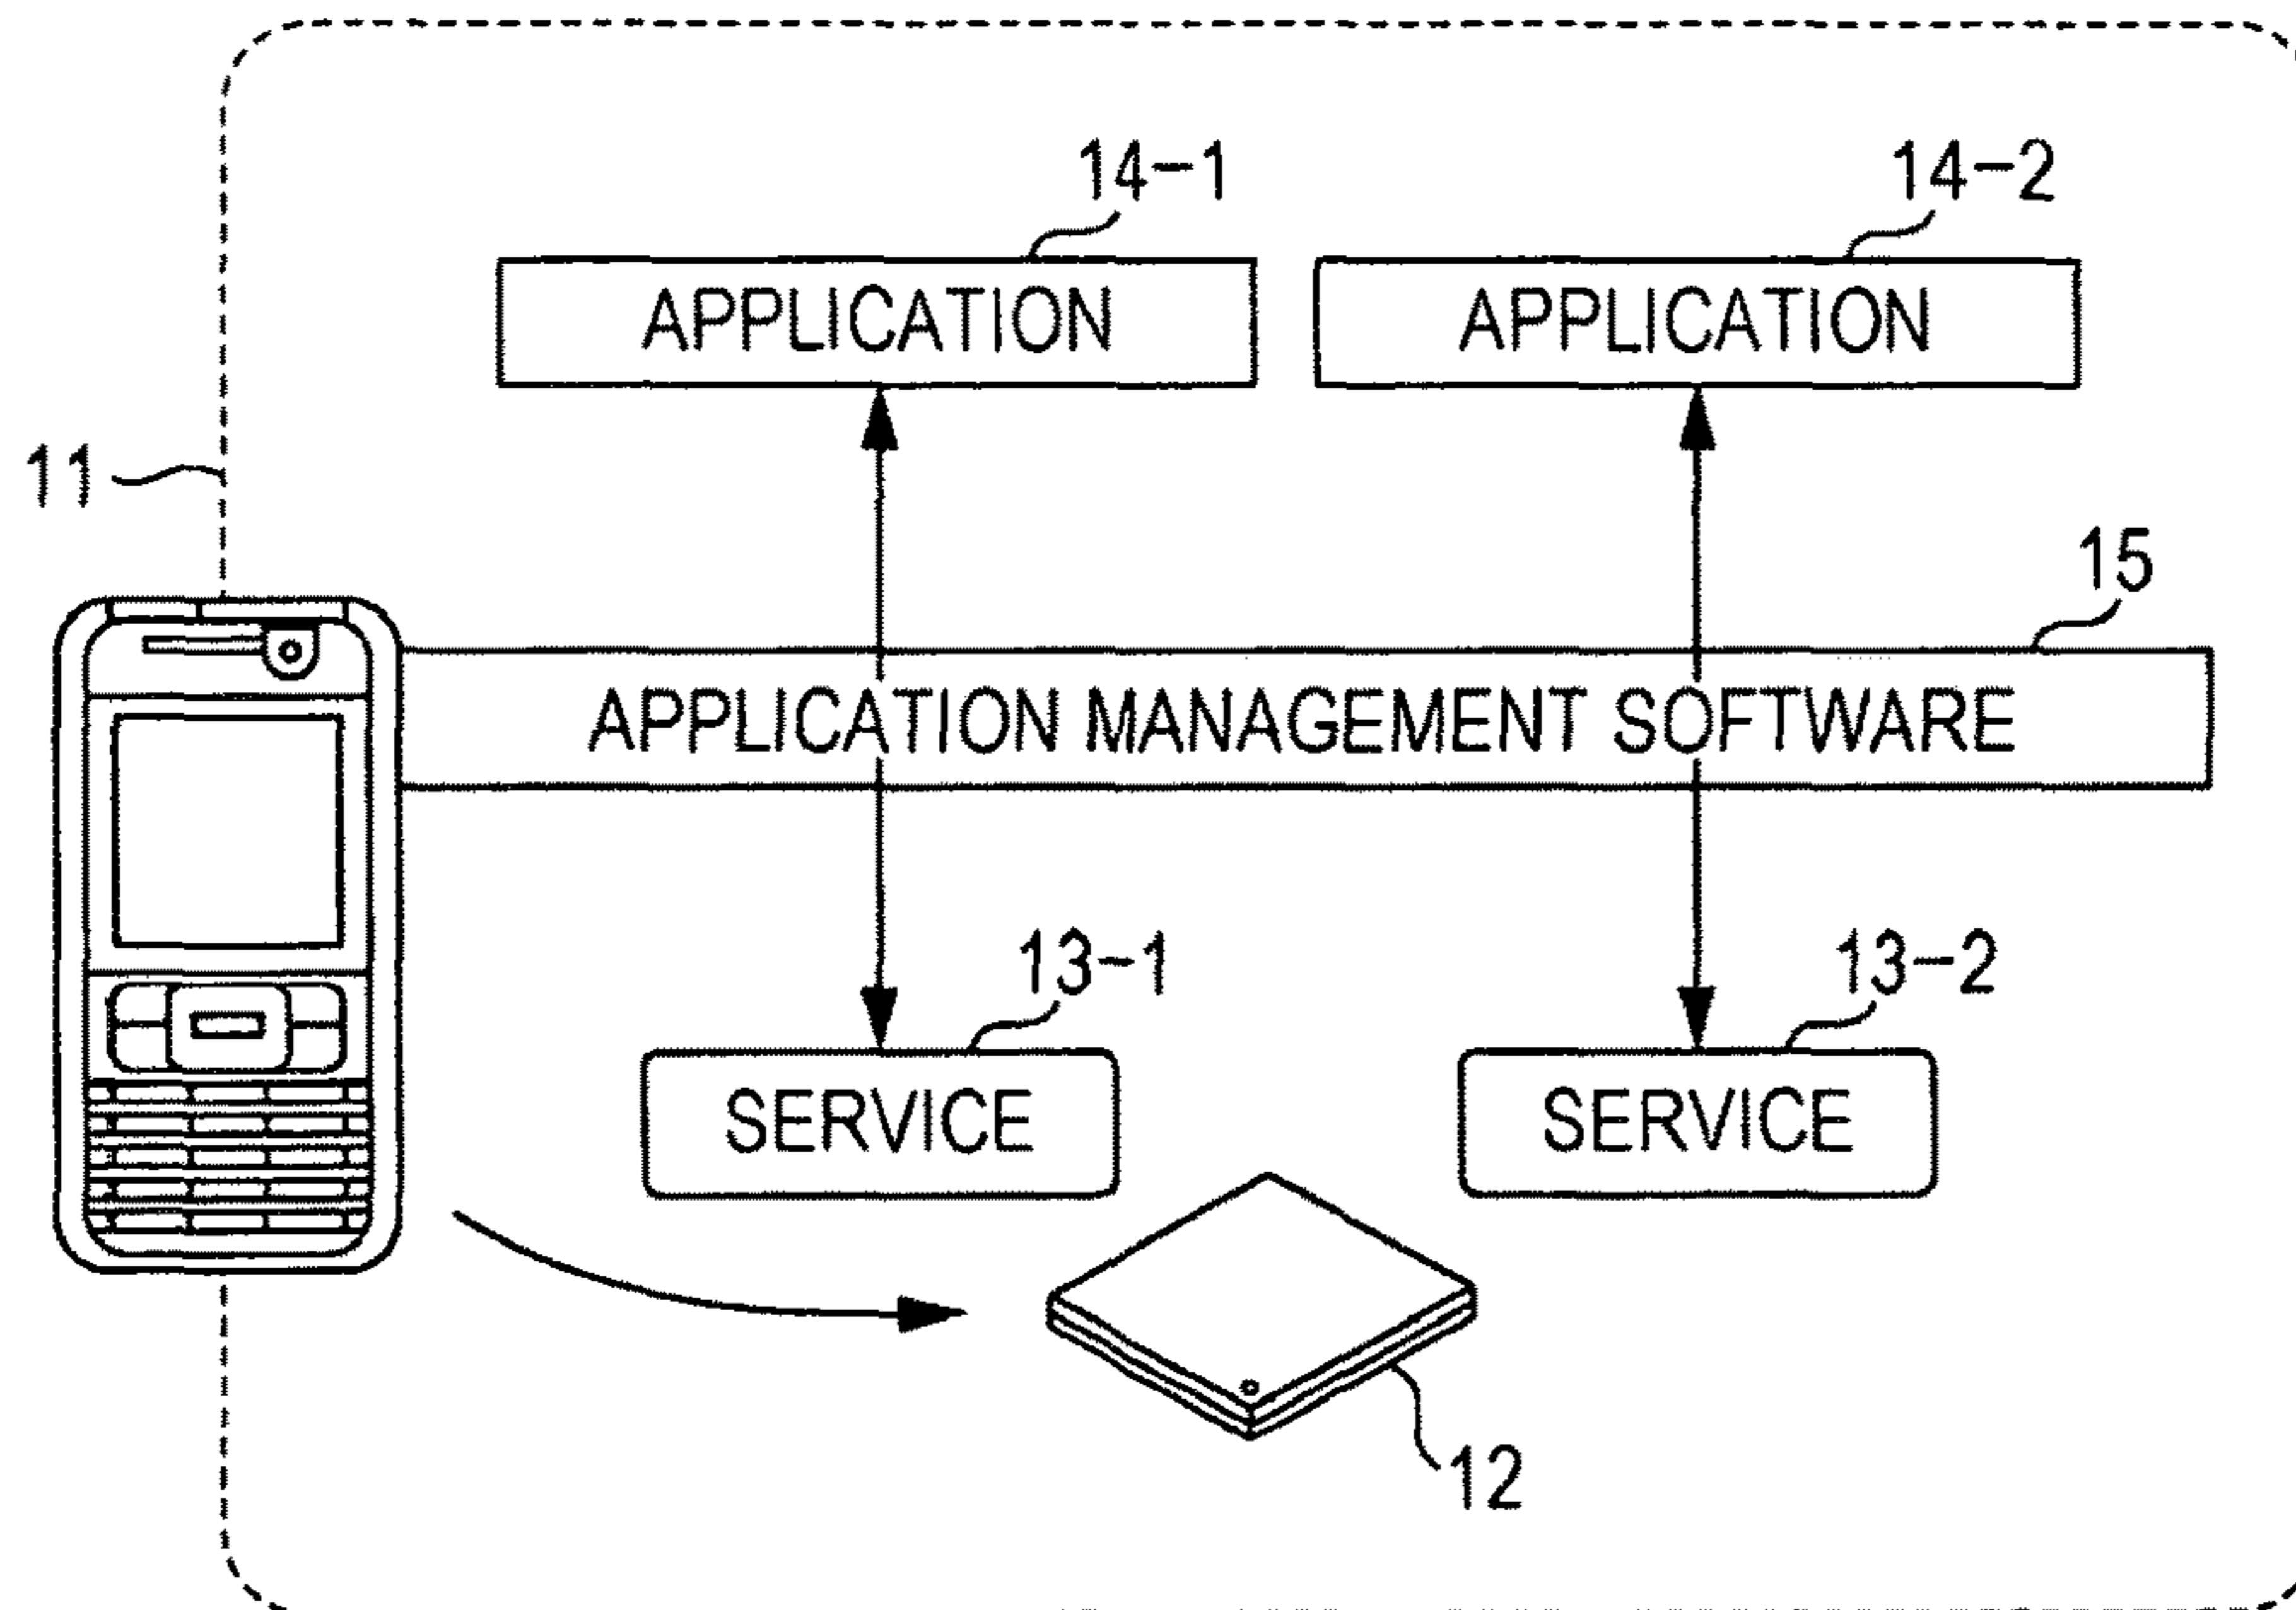 14-1 14-2
APPLICATION APPLICATION
11
15
APPLICATION MANAGEMENT SOFTWARE
13-1 13-2
SERVICE SERVICE
12